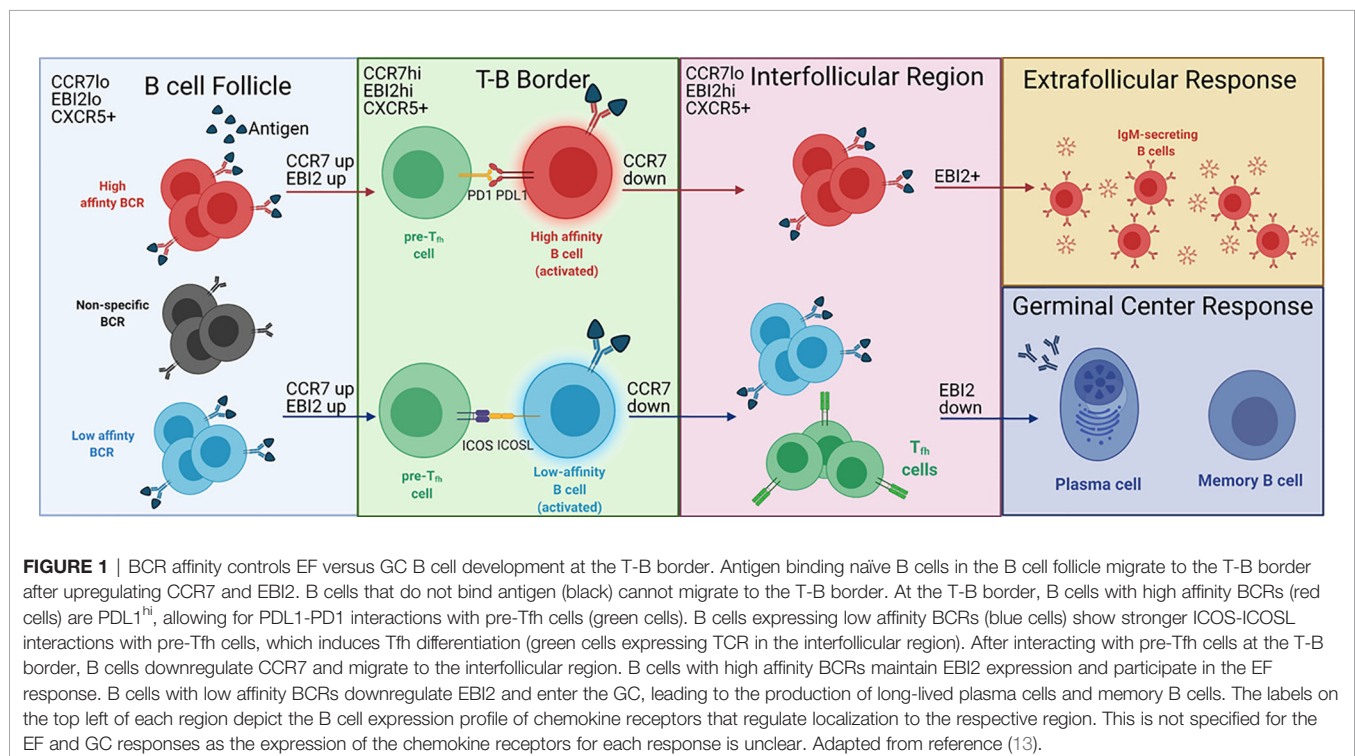 CCR7lo
EBI2lo
CXCR5+
B cell Follicle
Antigen
High
affinty BCR
CCR7 up
EBI2 up
Non-specific
BCR
Low affinty
BCR
CCR7 up
EBI2 up
CCR7hi
EBI2hi
CXCR5+
T-B Border
PD1 PDL1
pre-Tfh
cell
High affinity
B cell
(activated)
CCR7
down
ICOS ICOSL
pre-Tfh
cell
Low-affinity
B cell
(activated)
CCR7
down
CCR7lo
EBI2hi
CXCR5+
Interfollicular Region
EBI2+
EBI2
down
Tfh
cells
Extrafollicular Response
IgM-secreting
B cells
Germinal Center Response
Plasma cell
Memory B cell
FIGURE 1 | BCR affinity controls EF versus GC B cell development at the T-B border. Antigen binding naïve B cells in the B cell follicle migrate to the T-B border
after upregulating CCR7 and EBI2. B cells that do not bind antigen (black) cannot migrate to the T-B border. At the T-B border, B cells with high affinity BCRs (red
cells) are PDL1hi, allowing for PDL1-PD1 interactions with pre-Tfh cells (green cells). B cells expressing low affinity BCRs (blue cells) show stronger ICOS-ICOSL
interactions with pre-Tfh cells, which induces Tfh differentiation (green cells expressing TCR in the interfollicular region). After interacting with pre-Tfh cells at the T-B
border, B cells downregulate CCR7 and migrate to the interfollicular region. B cells with high affinity BCRs maintain EBI2 expression and participate in the EF
response. B cells with low affinity BCRs downregulate EBI2 and enter the GC, leading to the production of long-lived plasma cells and memory B cells. The labels on
the top left of each region depict the B cell expression profile of chemokine receptors that regulate localization to the respective region. This is not specified for the
EF and GC responses as the expression of the chemokine receptors for each response is unclear. Adapted from reference (13).